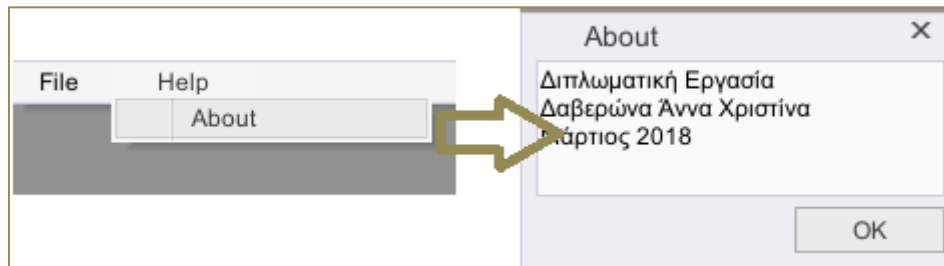 File Help
About
About
Διπλωματική Εργασία
Δαβερώνα Άννα Χριστίνα
Μάρτιος 2018
OK